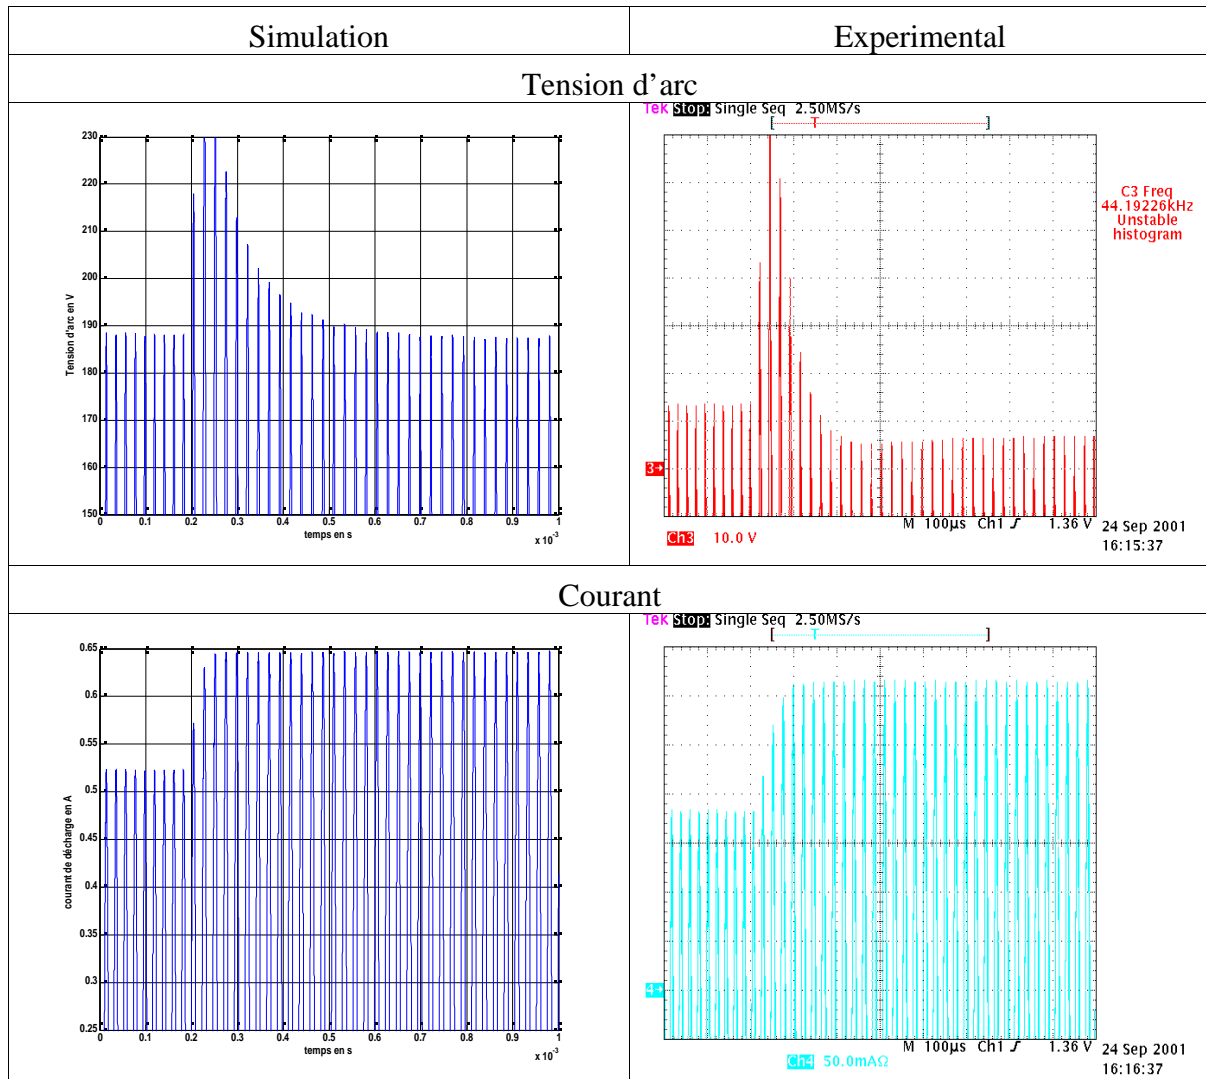 Simulation
Experimental
Tension d'arc
Tek Stop: Single Seq 2.50MS/s
[ T ]
230
220
210
200
190
180
170
160
150
Tension d'arc en V
0 0.1 0.2 0.3 0.4 0.5 0.6 0.7 0.8 0.9 1
temps en s
x 10⁻³
C3 Freq
44.19226kHz
Unstable
histogram
3→
M 100µs Ch1 ƒ 1.36 V
Ch3 10.0 V
24 Sep 2001
16:15:37
Courant
Tek Stop: Single Seq 2.50MS/s
[ T ]
0.65
0.6
0.55
0.5
0.45
0.4
0.35
0.3
0.25
courant de décharge en A
0 0.1 0.2 0.3 0.4 0.5 0.6 0.7 0.8 0.9 1
temps en s
x 10⁻³
4→
M 100µs Ch1 ƒ 1.36 V
Ch4 50.0mAΩ
24 Sep 2001
16:16:37